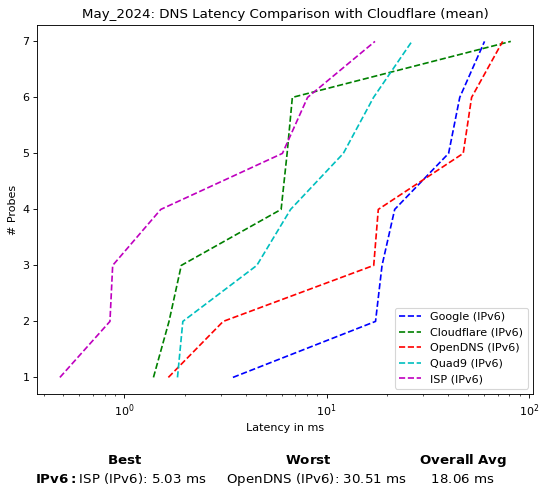 May_2024: DNS Latency Comparison with Cloudflare (mean)
7
6
5
4
3
2
1
# Probes
Google (IPv6)
Cloudflare (IPv6)
OpenDNS (IPv6)
Quad9 (IPv6)
ISP (IPv6)
10⁰ 10¹ 10²
Latency in ms
Best Worst Overall Avg
IPv6: ISP (IPv6): 5.03 ms OpenDNS (IPv6): 30.51 ms 18.06 ms